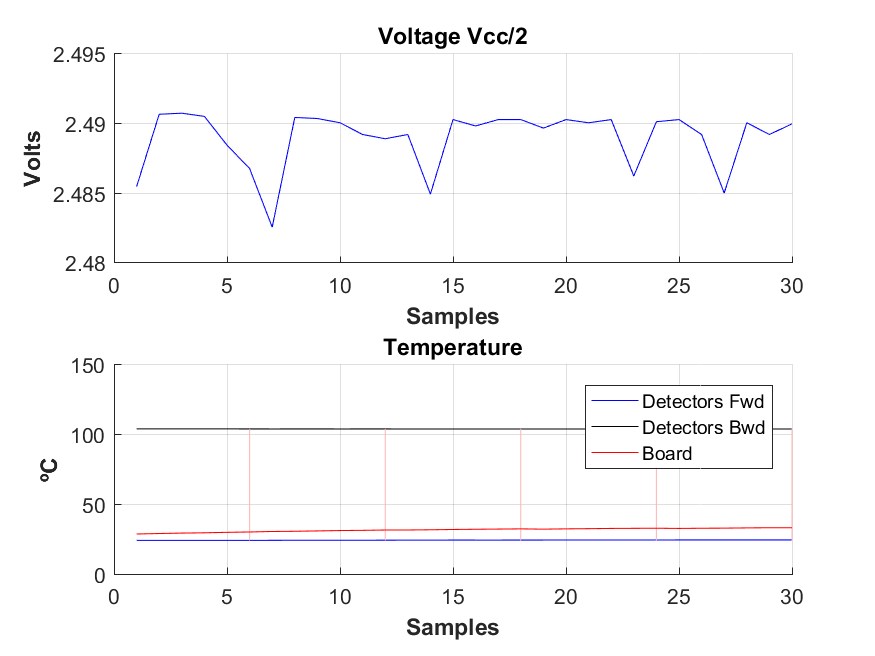 Voltage Vcc/2
2.495
2.49
2.485
2.48
Volts
0 5 10 15 20 25 30
Samples
Temperature
150
100
50
0
ºC
Detectors Fwd
Detectors Bwd
Board
0 5 10 15 20 25 30
Samples